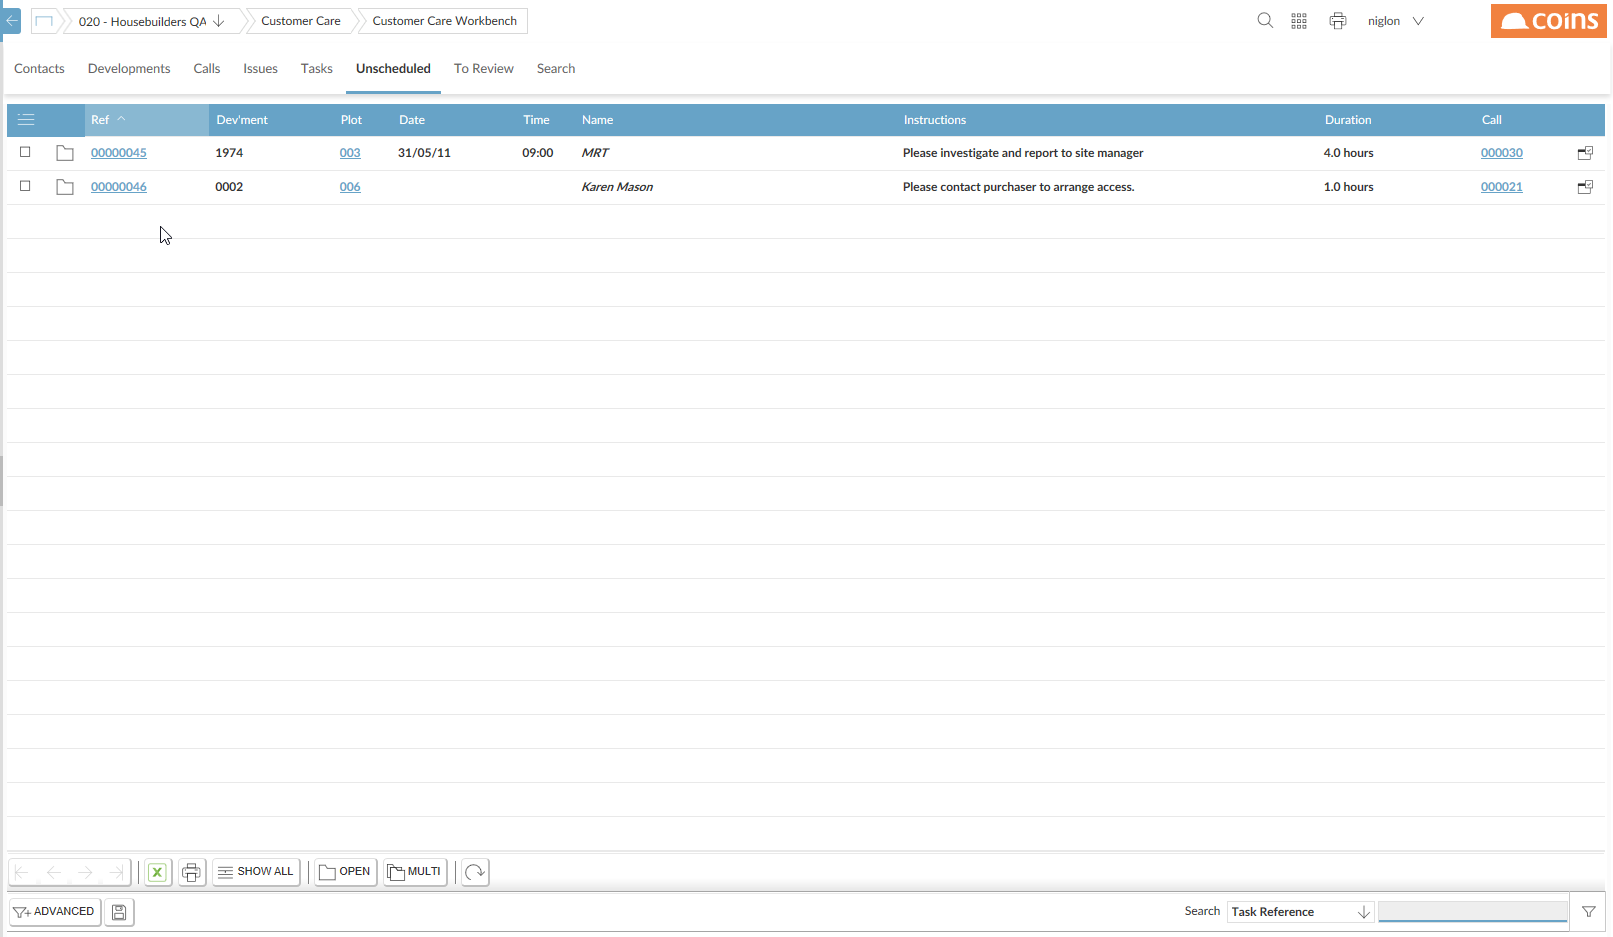 020 - Housebuilders QA Customer Care Customer Care Workbench niglon coins
Contacts Developments Calls Issues Tasks Unscheduled To Review Search
Ref Dev'ment Plot Date Time Name Instructions Duration Call
00000045 1974 003 31/05/11 09:00 MRT Please investigate and report to site manager 4.0 hours 000030
00000046 0002 006 Karen Mason Please contact purchaser to arrange access. 1.0 hours 000021
SHOW ALL OPEN MULTI
ADVANCED Search Task Reference